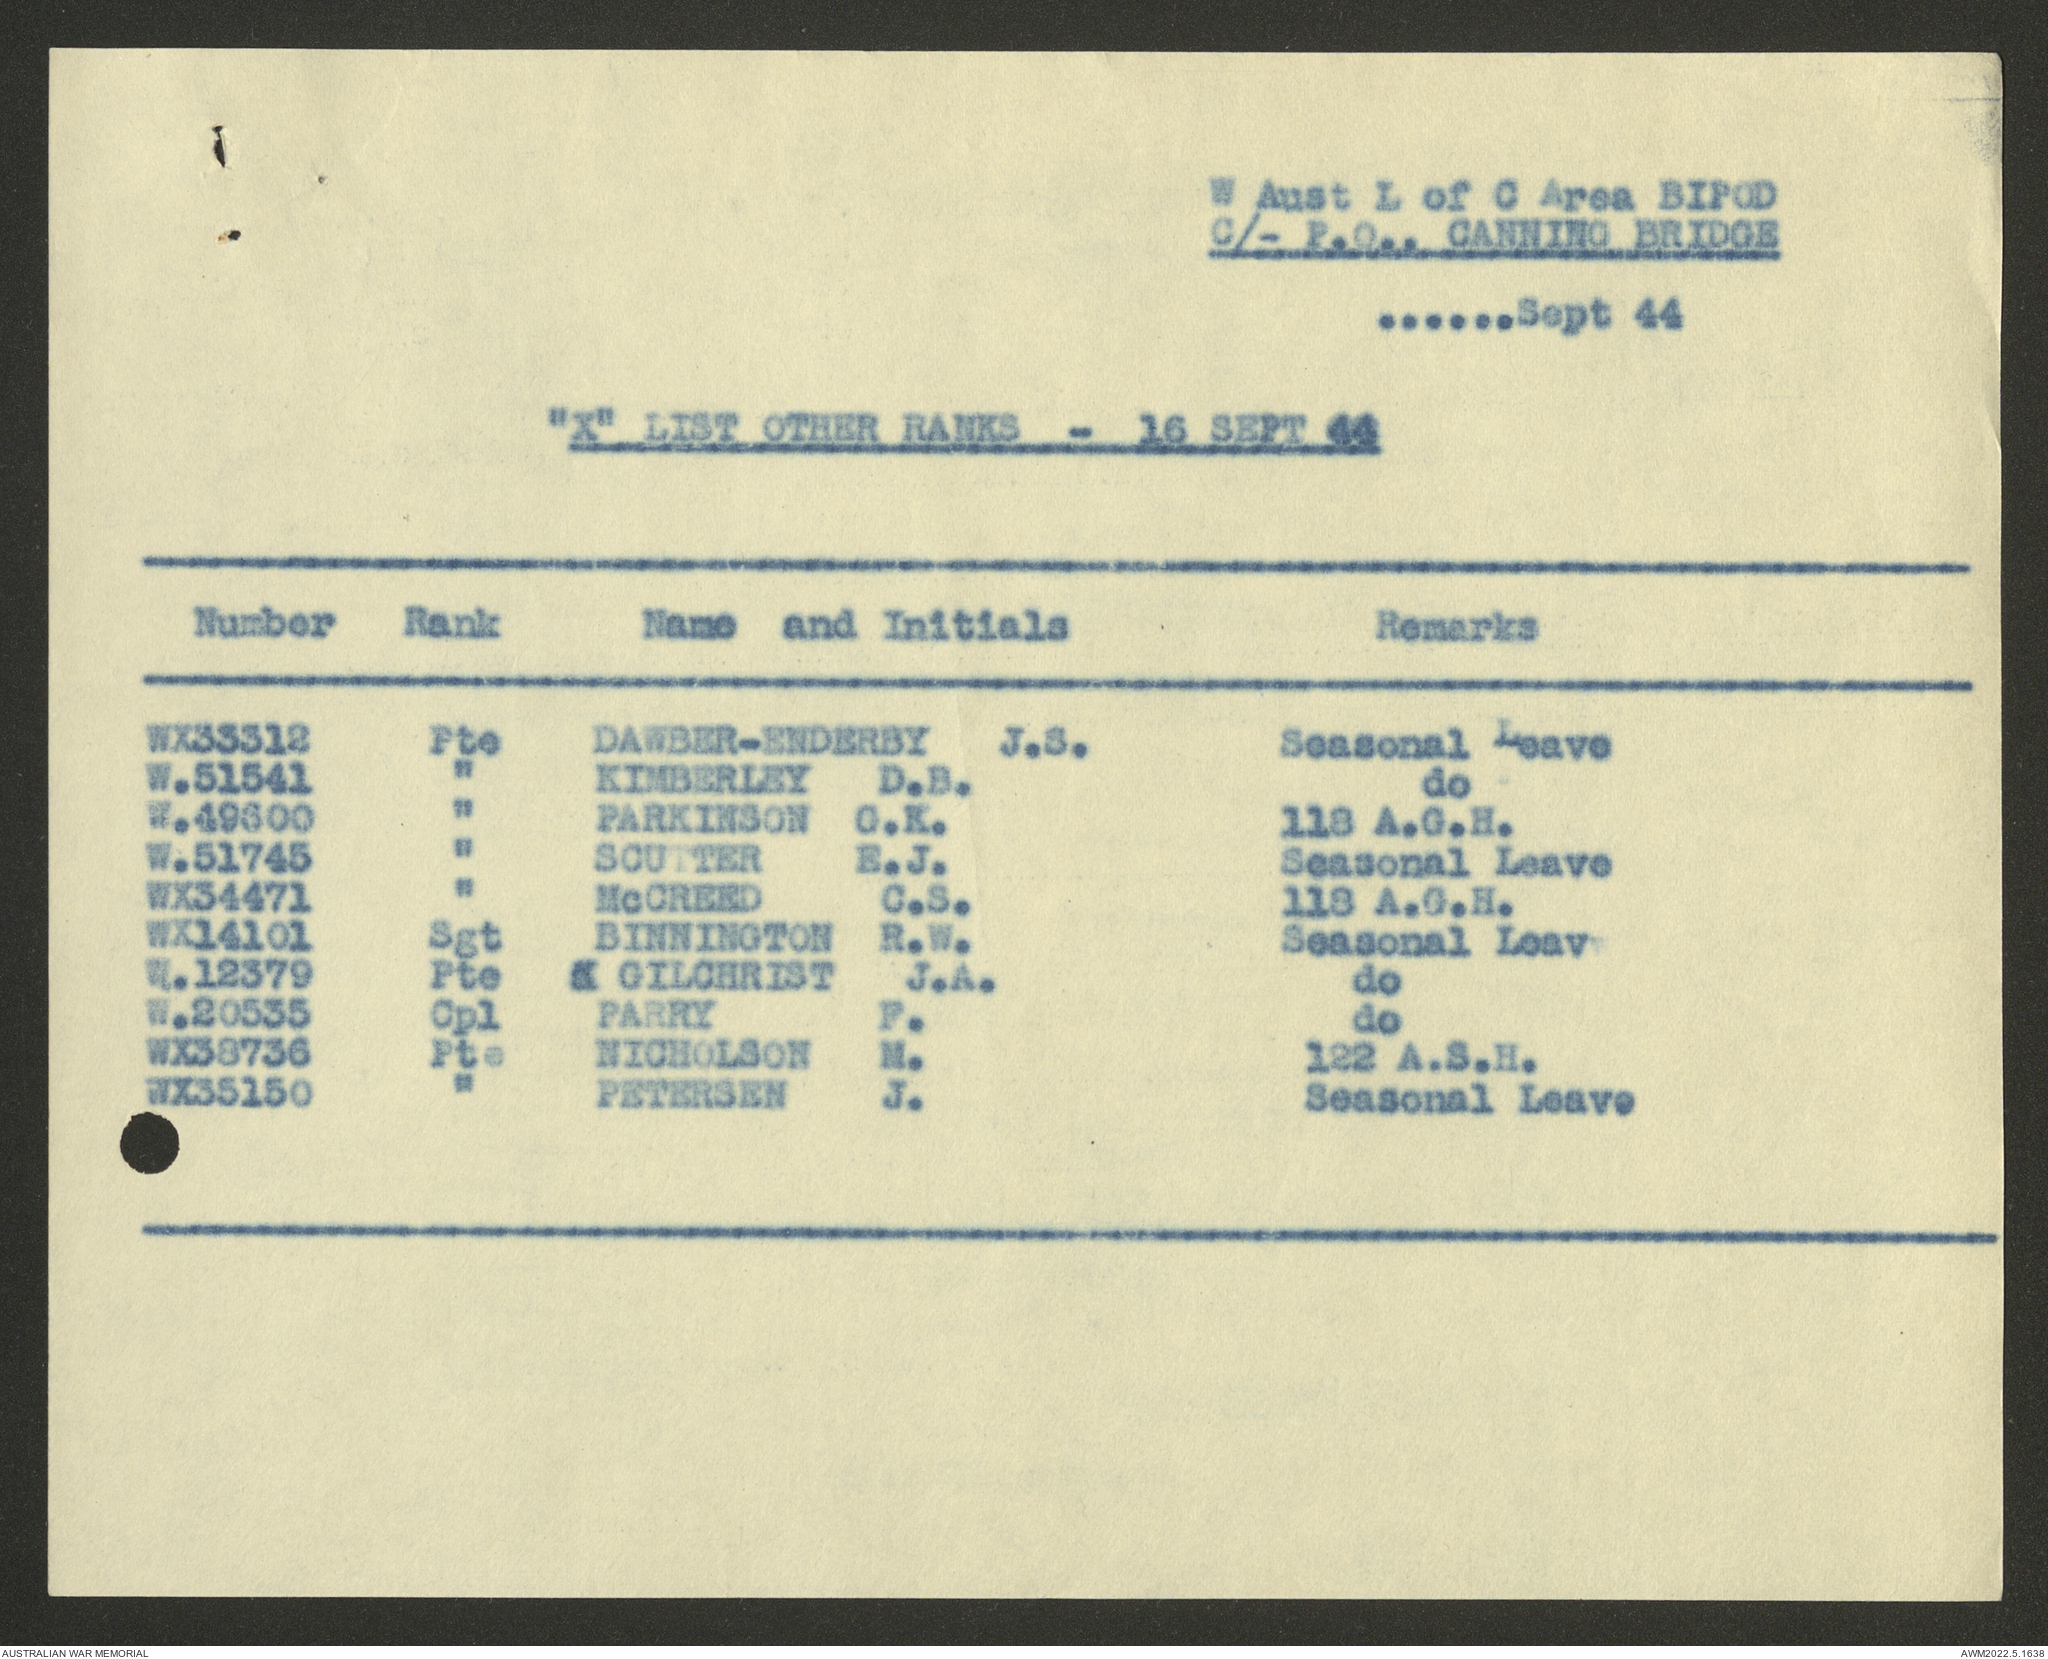 W Aust L of C Area BIPOD
C/- P.O., CANNING BRIDGE
......Sept 44
"X" LIST OTHER RANKS - 16 SEPT 44
Number Rank Name and Initials Remarks
WX33312 Pte DAWBER-ENDERBY J.S. Seasonal Leave
W.51541 " KIMBERLEY D.B. do
W.49600 " PARKINSON G.K. 118 A.G.H.
W.51745 " SCUTTER E.J. Seasonal Leave
WX34471 " McCREED C.S. 118 A.G.H.
WX14101 Sgt BINNINGTON R.W. Seasonal Leave
W.12379 Pte GILCHRIST J.A. do
W.20535 Cpl PARRY F. do
WX38736 Pte NICHOLSON M. 122 A.S.H.
WX35150 " PETERSEN J. Seasonal Leave
AUSTRALIAN WAR MEMORIAL AWM2022.5.1638